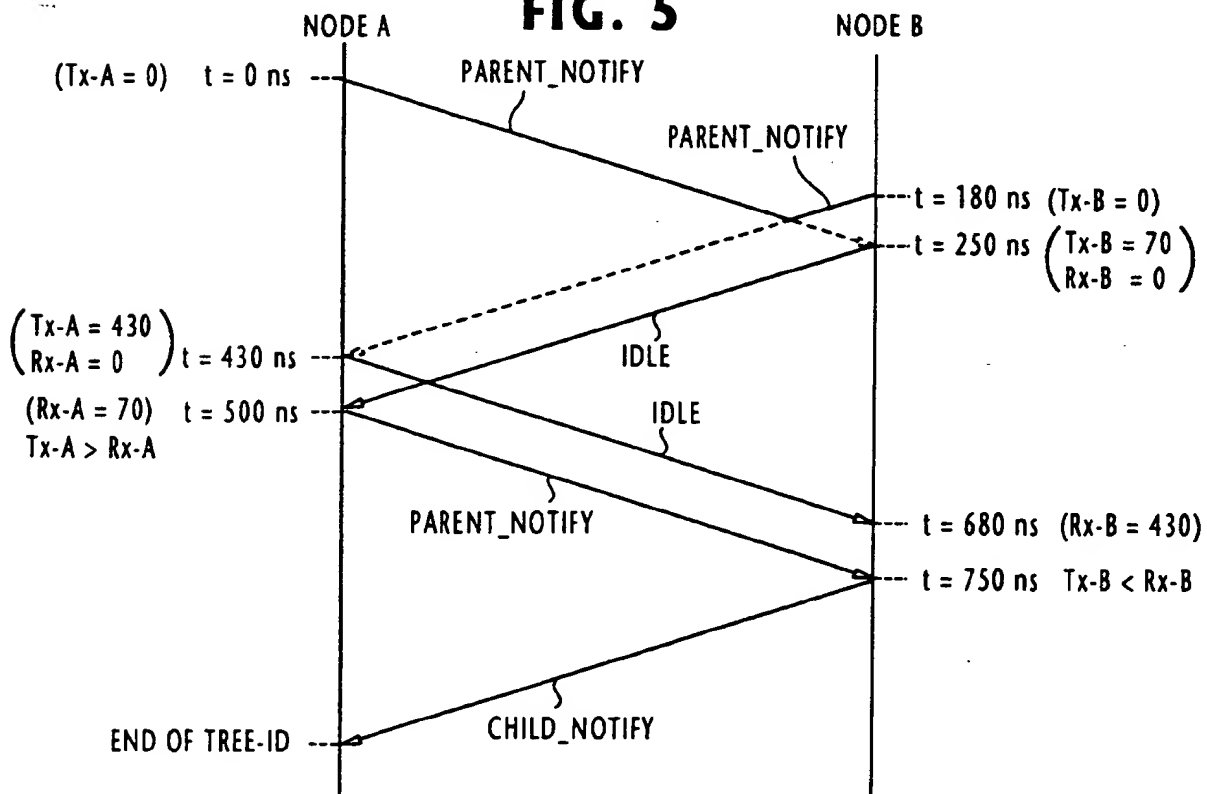 FIG. 5
NODE A
NODE B
(Tx-A = 0) t = 0 ns
PARENT_NOTIFY
PARENT_NOTIFY
t = 180 ns (Tx-B = 0)
t = 250 ns (Tx-B = 70
Rx-B = 0)
(Tx-A = 430
Rx-A = 0) t = 430 ns
IDLE
(Rx-A = 70) t = 500 ns
Tx-A > Rx-A
IDLE
PARENT_NOTIFY
t = 680 ns (Rx-B = 430)
t = 750 ns Tx-B < Rx-B
CHILD_NOTIFY
END OF TREE-ID